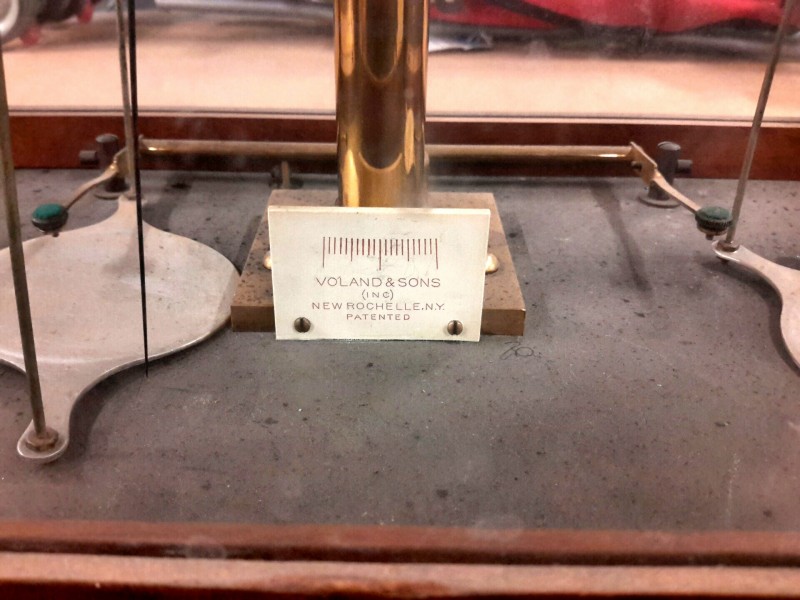 VOLAND & SONS
(INC)
NEW ROCHELLE, N.Y.
PATENTED